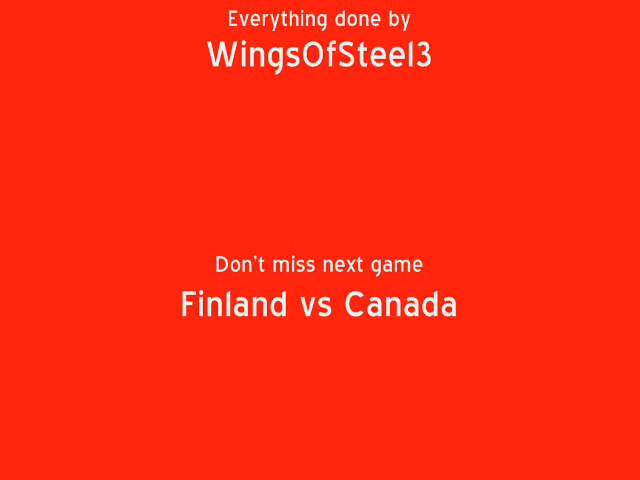 Everything done by
WingsOfSteel3
Don't miss next game
Finland vs Canada